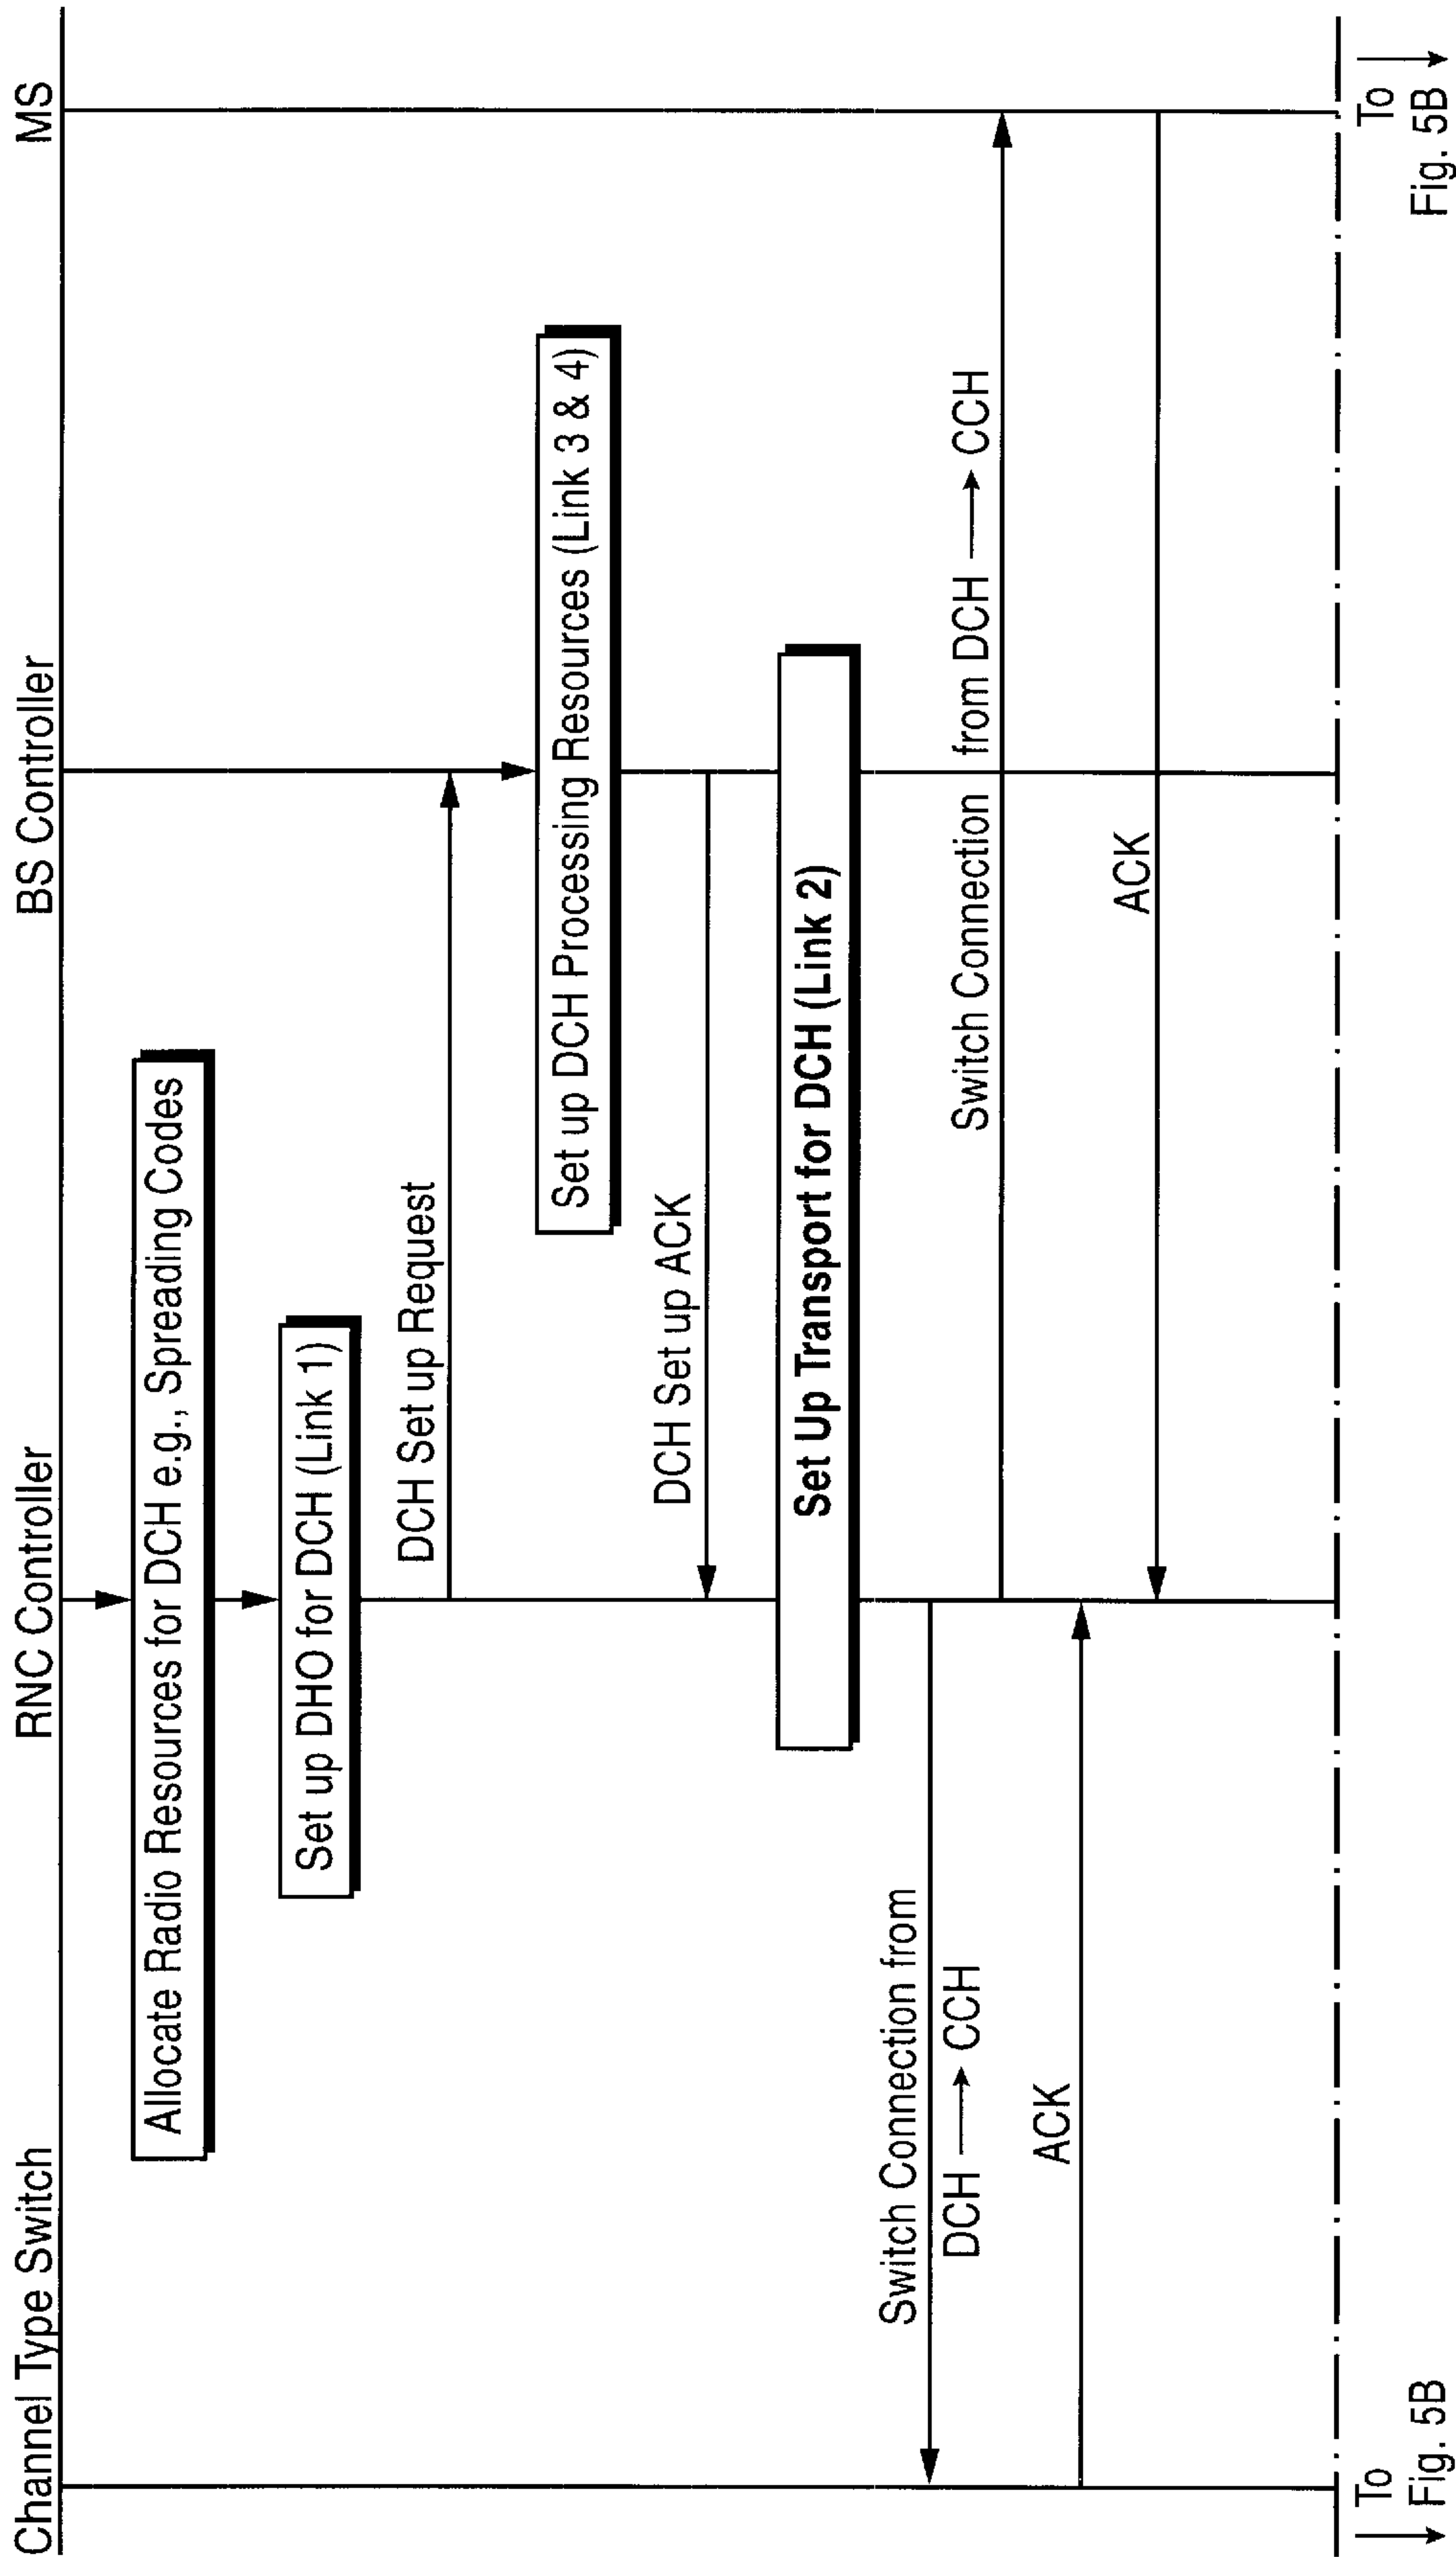 Channel Type Switch
RNC Controller
BS Controller
MS
Allocate Radio Resources for DCH e.g., Spreading Codes
Set up DHO for DCH (Link 1)
DCH Set up Request
Set up DCH Processing Resources (Link 3 & 4)
DCH Set up ACK
Set Up Transport for DCH (Link 2)
Switch Connection from
DCH → CCH
Switch Connection from DCH → CCH
ACK
ACK
To
Fig. 5B
To
Fig. 5B